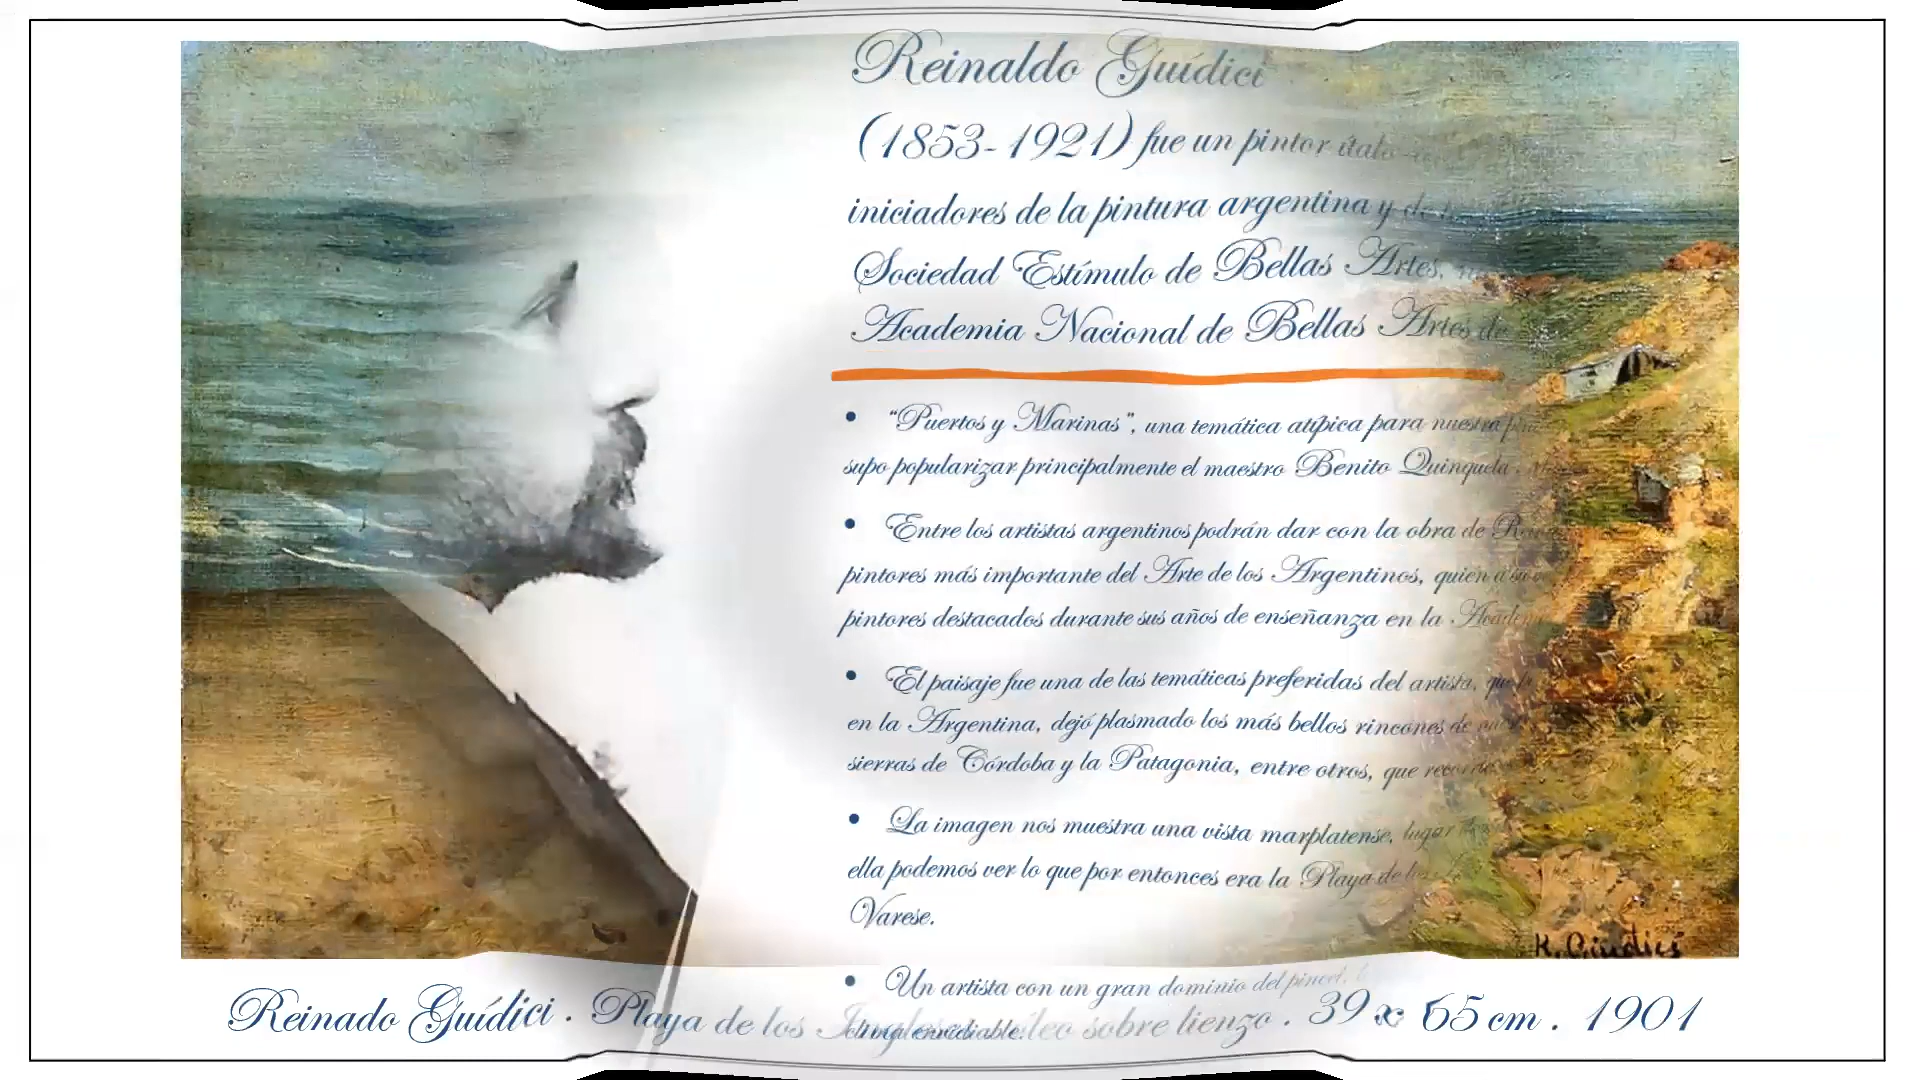 Reinaldo Guídici
(1853-1921) fue un pintor ítalo
iniciadores de la pintura argentina y de
Sociedad Estímulo de Bellas Artes,
Academia Nacional de Bellas Artes de
• “Puertos y Marinas”, una temática atípica para nuestra
supo popularizar principalmente el maestro Benito Quinquela
• Entre los artistas argentinos podrán dar con la obra de
pintores más importante del Arte de los Argentinos, quien a su
pintores destacados durante sus años de enseñanza en la
• El paisaje fue una de las temáticas preferidas del artista, que
en la Argentina, dejó plasmado los más bellos rincones de
sierras de Córdoba y la Patagonia, entre otros, que
• La imagen nos muestra una vista marplatense, lugar
ella podemos ver lo que por entonces era la Playa de los
Varese.
• Un artista con un gran dominio del pincel,
envidiable.
R. Giudici
Reinado Guídici . Playa de los Ingleses . óleo sobre lienzo . 39 x 65 cm . 1901